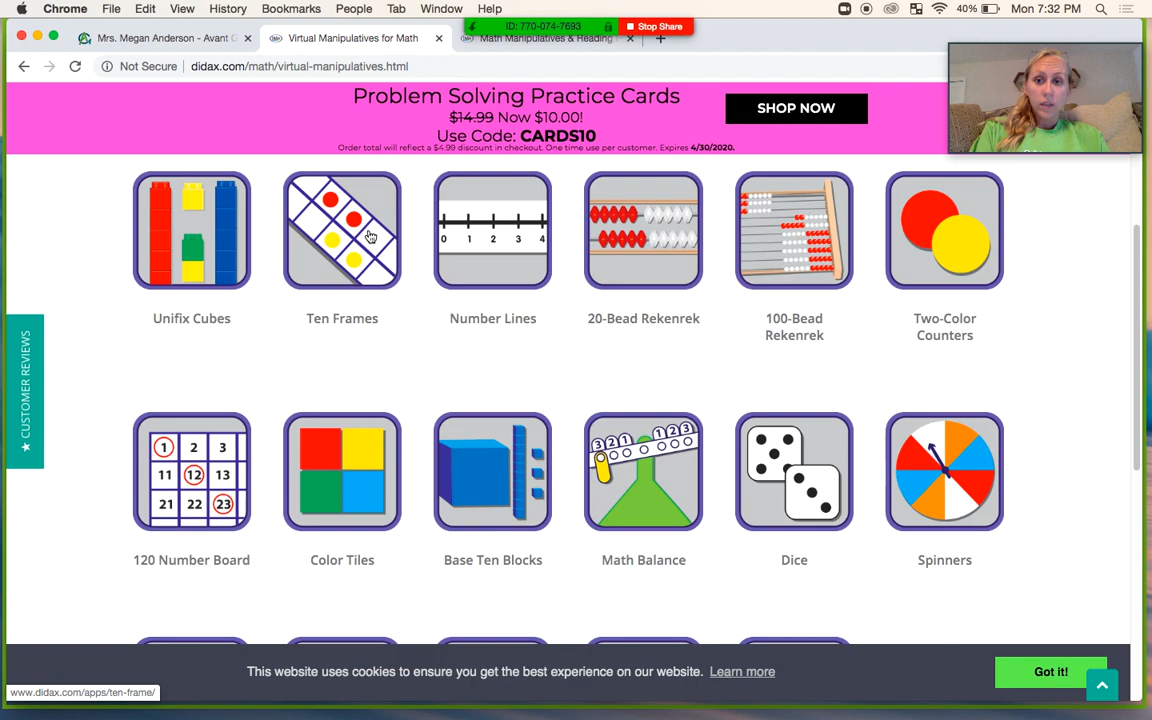 Chrome File Edit View History Bookmarks People Tab Window Help
40% Mon 7:32 PM
ID: 770-074-7693 Stop Share
Mrs. Megan Anderson - Avant G × Virtual Manipulatives for Math × Math Manipulatives & Heading × +
Not Secure | didax.com/math/virtual-manipulatives.html
Problem Solving Practice Cards
$14.99 Now $10.00!
Use Code: CARDS10
Order total will reflect a $4.99 discount in checkout. One time use per customer. Expires 4/30/2020.
SHOP NOW
0 1 2 3 4
Unifix Cubes Ten Frames Number Lines 20-Bead Rekenrek 100-Bead Two-Color
Rekenrek Counters
★ CUSTOMER REVIEWS
1 2 3
11 12 13
21 22 23
3 2 1 1 2 3
120 Number Board Color Tiles Base Ten Blocks Math Balance Dice Spinners
This website uses cookies to ensure you get the best experience on our website. Learn more
Got it!
www.didax.com/apps/ten-frame/